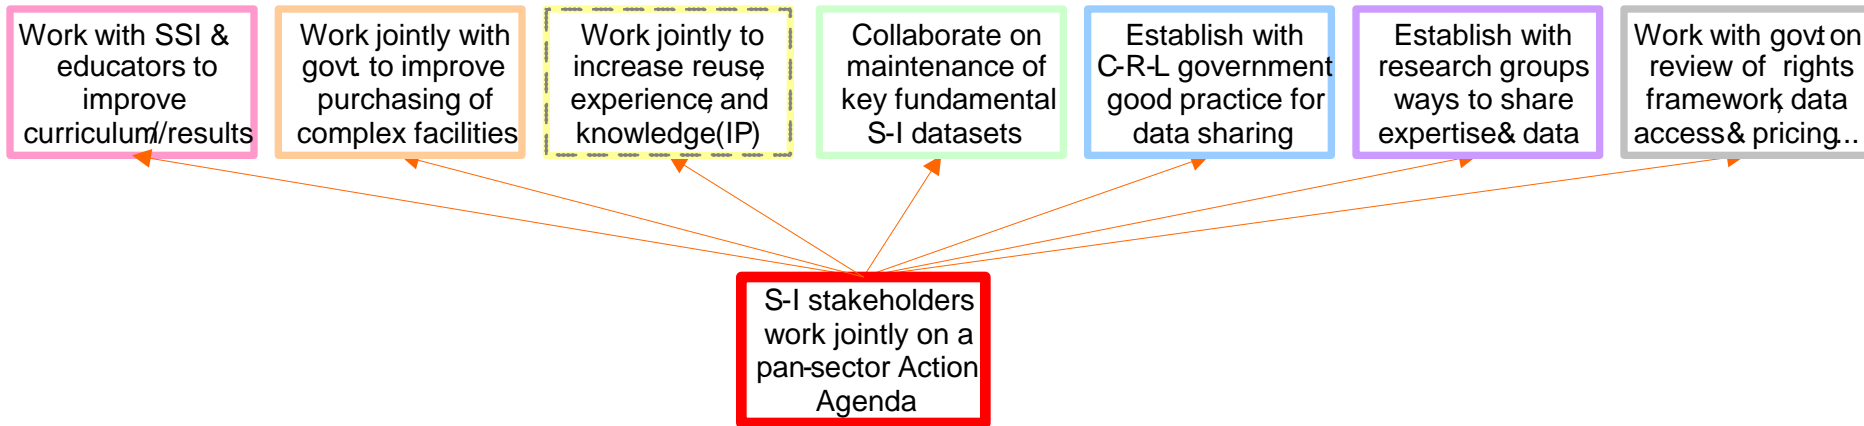 Work with SSI &
educators to
improve
curriculum//results
Work jointly with
govt. to improve
purchasing of
complex facilities
Work jointly to
increase reuse,
experience, and
knowledge(IP)
Collaborate on
maintenance of
key fundamental
S-I datasets
Establish with
C-R-L government
good practice for
data sharing
Establish with
research groups
ways to share
expertise& data
Work with govt on
review of rights
framework, data
access& pricing...
S-I stakeholders
work jointly on a
pan-sector Action
Agenda